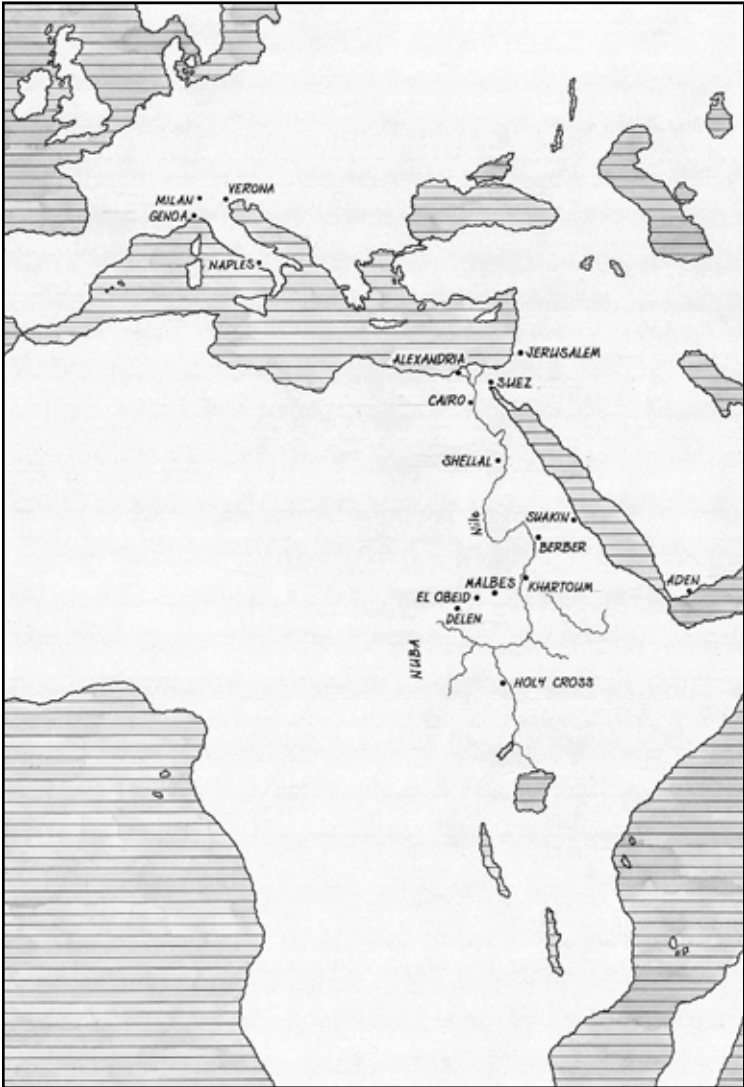 MILAN
VERONA
GENOA
NAPLES
JERUSALEM
ALEXANDRIA
SUEZ
CAIRO
SHELLAL
Nile
SUAKIN
BERBER
ADEN
MALBES
KHARTOUM
EL OBEID
DELEN
NUBA
HOLY CROSS